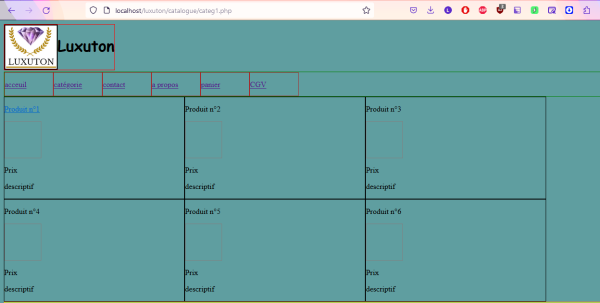 localhost/luxuton/catalogue/categ1.php
LUXUTON
Luxuton
acceuil catégorie contact a propos panier CGV
Produit n°1 Produit n°2 Produit n°3
Prix Prix Prix
descriptif descriptif descriptif
Produit n°4 Produit n°5 Produit n°6
Prix Prix Prix
descriptif descriptif descriptif